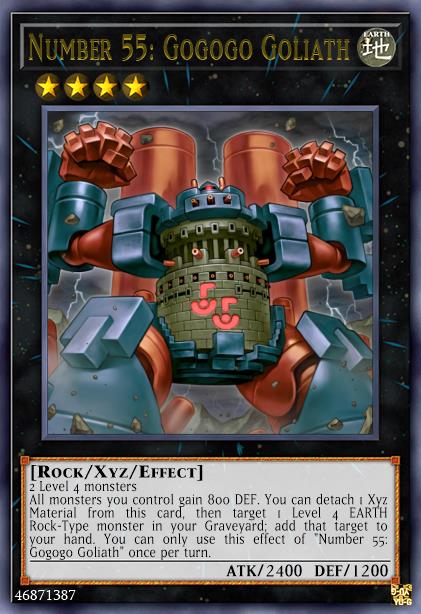 Number 55: Gogogo Goliath
EARTH
地
55
[Rock/Xyz/Effect]
2 Level 4 monsters
All monsters you control gain 800 DEF. You can detach 1 Xyz
Material from this card, then target 1 Level 4 EARTH
Rock-Type monster in your Graveyard; add that target to
your hand. You can only use this effect of "Number 55:
Gogogo Goliath" once per turn.
ATK/2400 DEF/1200
46871387